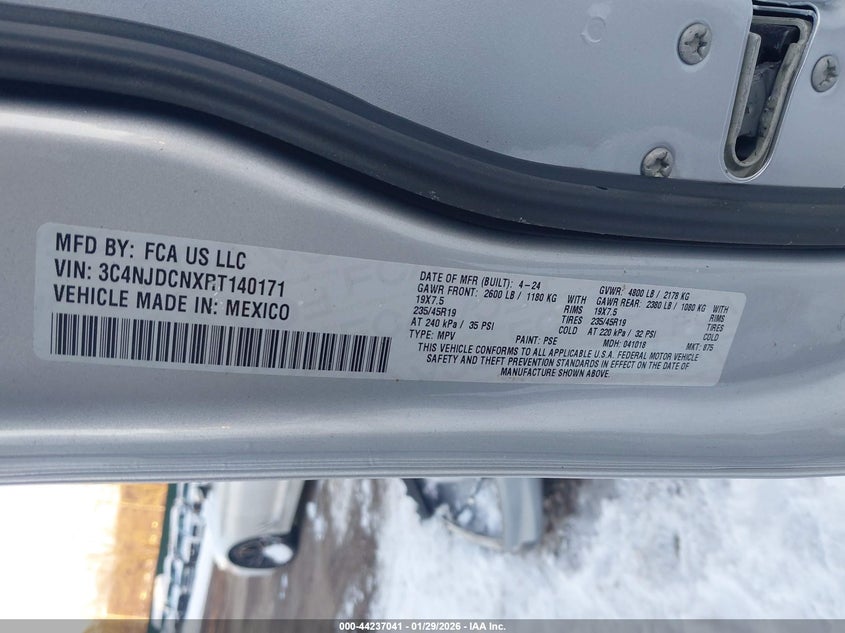 MFD BY: FCA US LLC
VIN: 3C4NJDCNXRT140171
VEHICLE MADE IN: MEXICO
DATE OF MFR (BUILT): 4-24
GVWR: 4800 LB / 2178 KG
GAWR FRONT: 2600 LB / 1180 KG WITH
GAWR REAR: 2380 LB / 1080 KG WITH
19X7.5 RIMS
19X7.5 RIMS
235/45R19 TIRES
235/45R19 TIRES
AT 240 kPa / 35 PSI COLD
AT 220 kPa / 32 PSI COLD
TYPE: MPV
PAINT: PSE
MDH: 041018
MKT: 875
THIS VEHICLE CONFORMS TO ALL APPLICABLE U.S.A. FEDERAL MOTOR VEHICLE
SAFETY AND THEFT PREVENTION STANDARDS IN EFFECT ON THE DATE OF
MANUFACTURE SHOWN ABOVE.
000-44237041 - 01/29/2026 - IAA Inc.